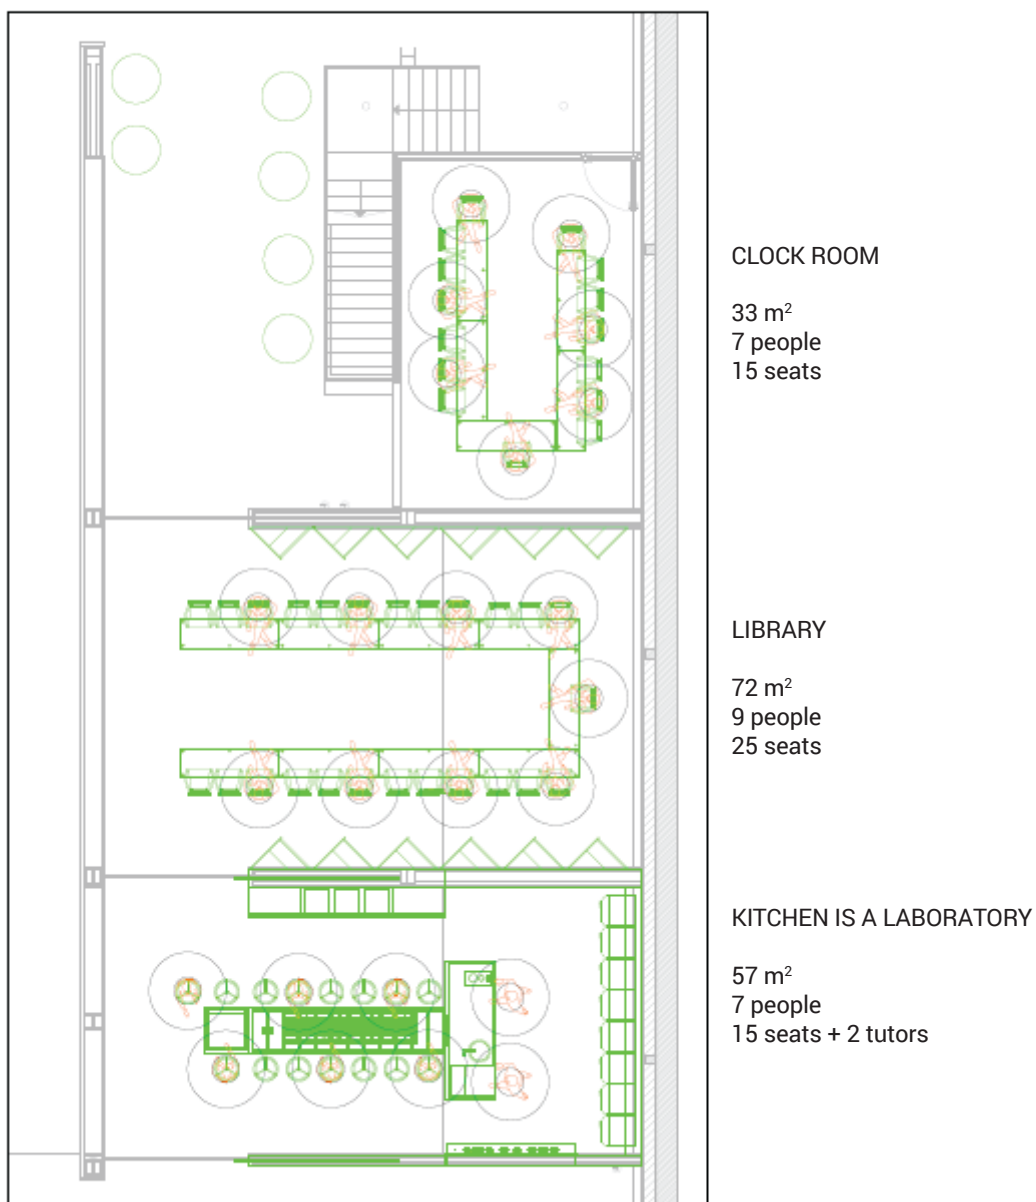 CLOCK ROOM
33 m²
7 people
15 seats
LIBRARY
72 m²
9 people
25 seats
KITCHEN IS A LABORATORY
57 m²
7 people
15 seats + 2 tutors